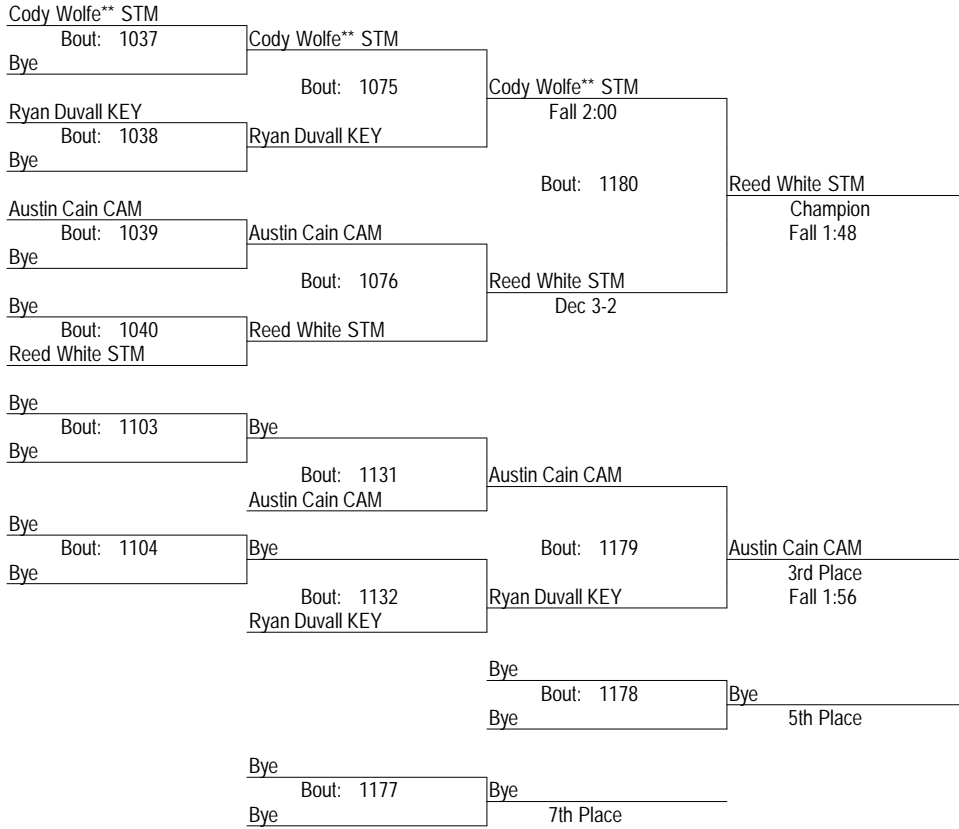 Cody Wolfe** STM
Bout: 1037
Bye
Cody Wolfe** STM
Bout: 1075
Ryan Duvall KEY
Bout: 1038
Bye
Ryan Duvall KEY
Cody Wolfe** STM
Fall 2:00
Bout: 1180
Austin Cain CAM
Bout: 1039
Bye
Austin Cain CAM
Bout: 1076
Bye
Bout: 1040
Reed White STM
Reed White STM
Reed White STM
Dec 3-2
Reed White STM
Champion
Fall 1:48
Bye
Bout: 1103
Bye
Bye
Bout: 1131
Austin Cain CAM
Austin Cain CAM
Bye
Bout: 1104
Bye
Bye
Bout: 1132
Ryan Duvall KEY
Ryan Duvall KEY
Bout: 1179
Austin Cain CAM
3rd Place
Fall 1:56
Bye
Bout: 1178
Bye
Bye
5th Place
Bye
Bout: 1177
Bye
Bye
7th Place